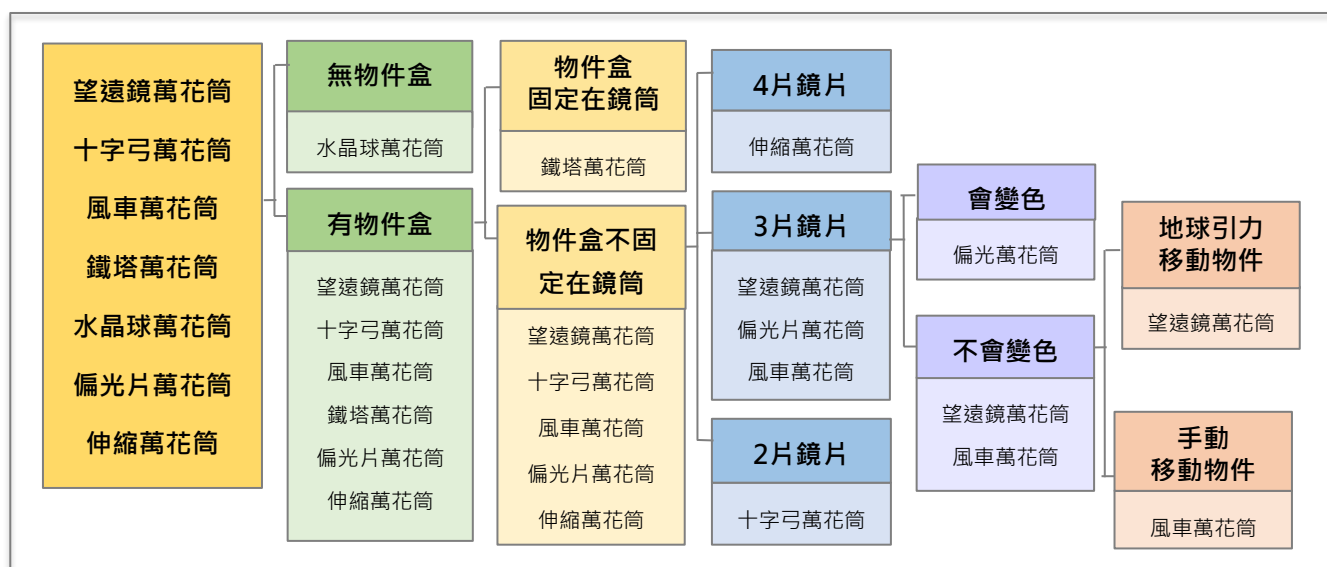 望遠鏡萬花筒
十字弓萬花筒
風車萬花筒
鐵塔萬花筒
水晶球萬花筒
偏光片萬花筒
伸縮萬花筒
無物件盒
水晶球萬花筒
有物件盒
望遠鏡萬花筒
十字弓萬花筒
風車萬花筒
鐵塔萬花筒
偏光片萬花筒
伸縮萬花筒
物件盒
固定在鏡筒
鐵塔萬花筒
物件盒不固
定在鏡筒
望遠鏡萬花筒
十字弓萬花筒
風車萬花筒
偏光片萬花筒
伸縮萬花筒
4片鏡片
伸縮萬花筒
3片鏡片
望遠鏡萬花筒
偏光片萬花筒
風車萬花筒
2片鏡片
十字弓萬花筒
會變色
偏光萬花筒
不會變色
望遠鏡萬花筒
風車萬花筒
地球引力
移動物件
望遠鏡萬花筒
手動
移動物件
風車萬花筒